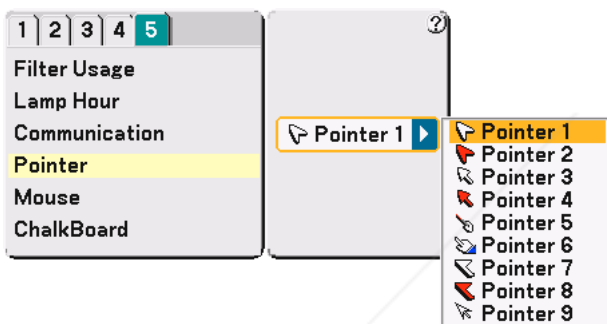 1 2 3 4 5
?
Filter Usage
Lamp Hour
Communication
Pointer
Mouse
ChalkBoard
Pointer 1
Pointer 1
Pointer 2
Pointer 3
Pointer 4
Pointer 5
Pointer 6
Pointer 7
Pointer 8
Pointer 9